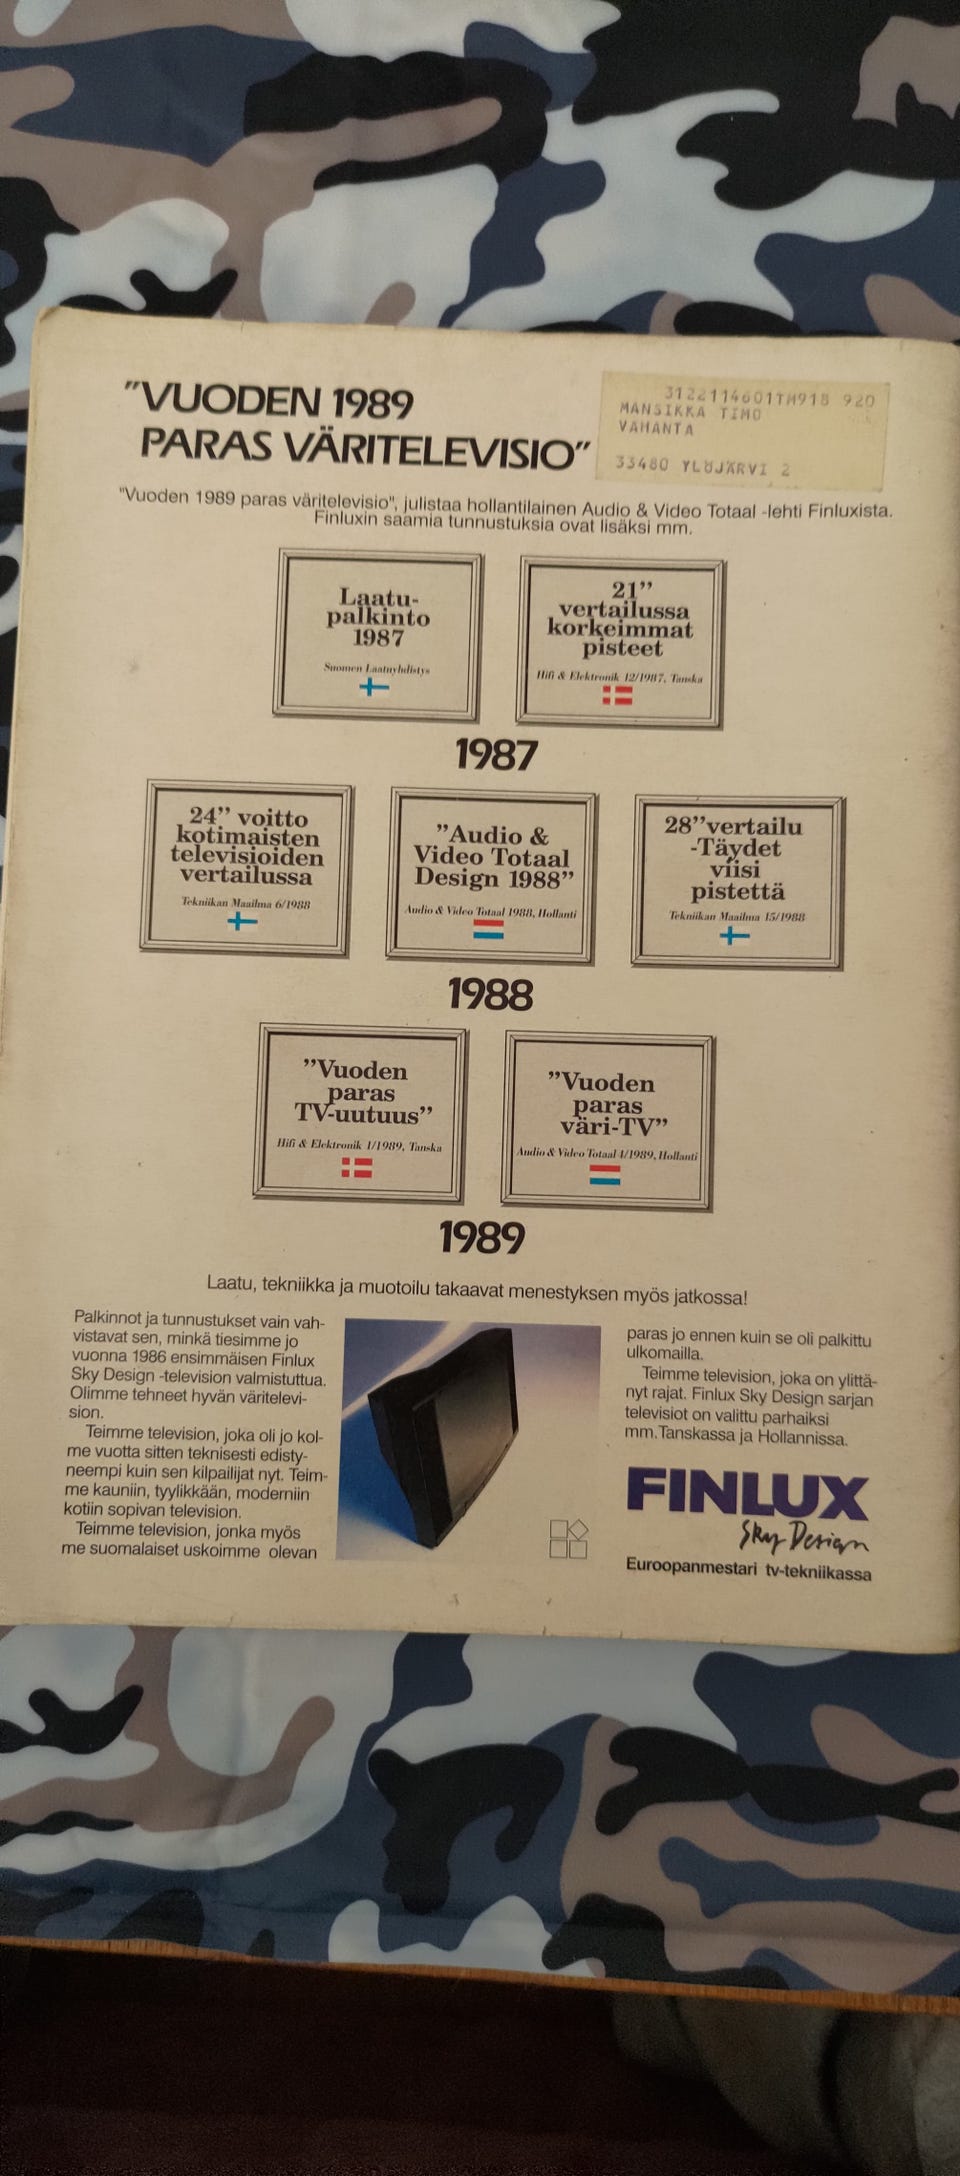 "VUODEN 1989
PARAS VÄRITELEVISIO"
3122114601TM918 920
MANSIKKA TIMO
VAHANTA
33480 YLÖJÄRVI 2
"Vuoden 1989 paras väritelevisio", julistaa hollantilainen Audio & Video Totaal -lehti Finluxista.
Finluxin saamia tunnustuksia ovat lisäksi mm.
Laatu-
palkinto
1987
Suomen Laatuyhdistys
21"
vertailussa
korkeimmat
pisteet
Hifi & Elektronik 12/1987, Tanska
1987
24" voitto
kotimaisten
televisioiden
vertailussa
Tekniikan Maailma 6/1988
"Audio &
Video Totaal
Design 1988"
Audio & Video Totaal 1988, Hollanti
28"vertailu
-Täydet
viisi
pistettä
Tekniikan Maailma 15/1988
1988
"Vuoden
paras
TV-uutuus"
Hifi & Elektronik 1/1989, Tanska
"Vuoden
paras
väri-TV"
Audio & Video Totaal 4/1989, Hollanti
1989
Laatu, tekniikka ja muotoilu takaavat menestyksen myös jatkossa!
Palkinnot ja tunnustukset vain vah-
vistavat sen, minkä tiesimme jo
vuonna 1986 ensimmäisen Finlux
Sky Design -television valmistuttua.
Olimme tehneet hyvän väritelevi-
sion.
Teimme television, joka oli jo kol-
me vuotta sitten teknisesti edisty-
neempi kuin sen kilpailijat nyt. Teim-
me kauniin, tyylikkään, moderniin
kotiin sopivan television.
Teimme television, jonka myös
me suomalaiset uskoimme olevan
paras jo ennen kuin se oli palkittu
ulkomailla.
Teimme television, joka on ylittä-
nyt rajat. Finlux Sky Design sarjan
televisiot on valittu parhaiksi
mm.Tanskassa ja Hollannissa.
FINLUX
Sky Design
Euroopanmestari tv-tekniikassa